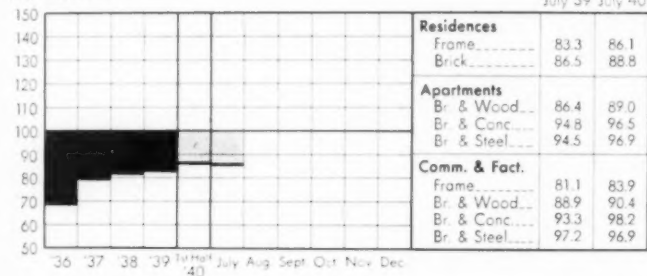 July '39 July '40
150
140
130
120
110
100
90
80
70
60
50
'36 '37 '38 '39 1st Half '40 July Aug. Sept. Oct. Nov. Dec.
Residences
Frame 83.3 86.1
Brick 86.5 88.8
Apartments
Br. & Wood 86.4 89.0
Br. & Conc. 94.8 96.5
Br. & Steel 94.5 96.9
Comm. & Fact.
Frame 81.1 83.9
Br. & Wood 88.9 90.4
Br. & Conc. 93.3 98.2
Br. & Steel 97.2 96.9